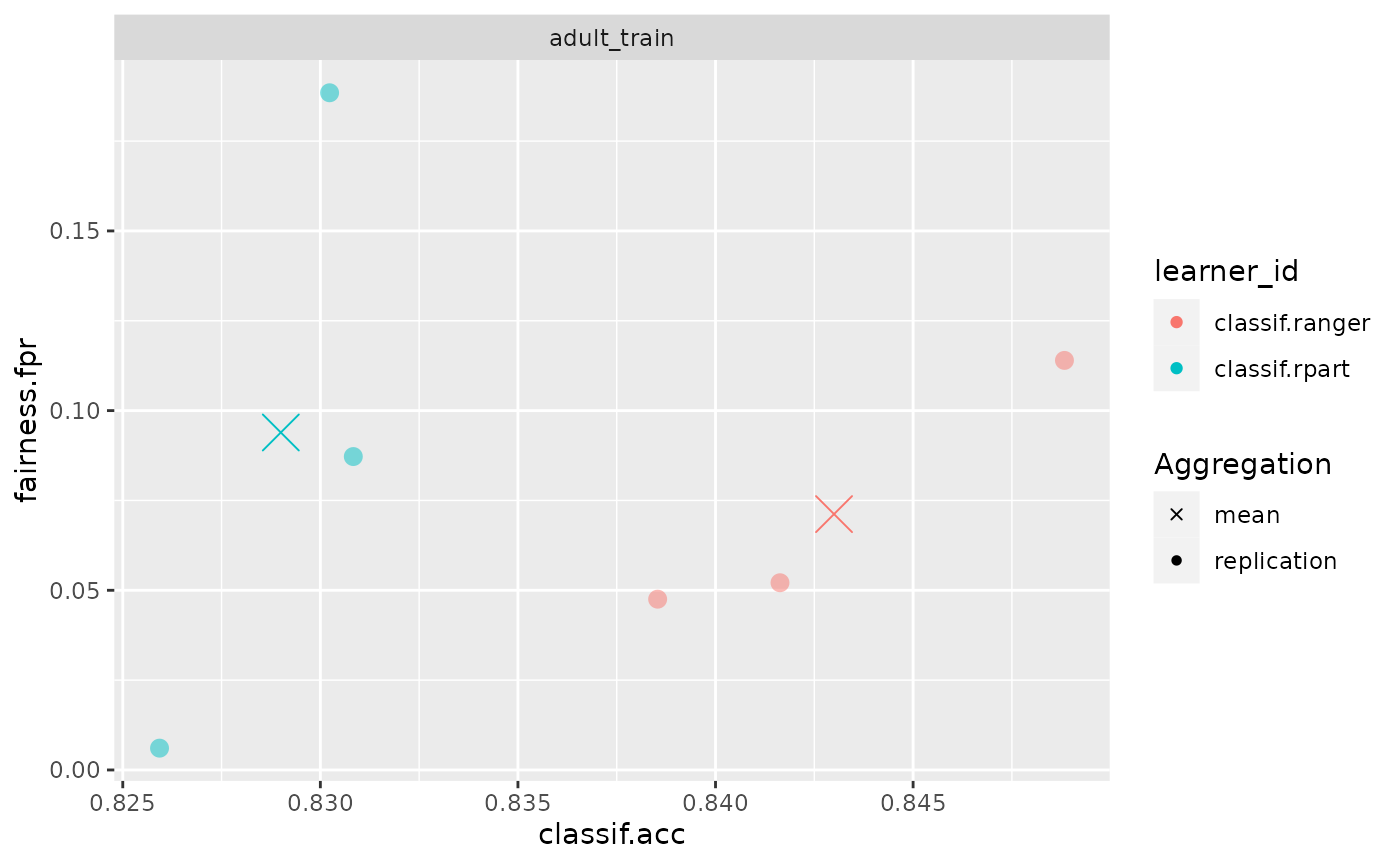 adult_train
fairness.fpr
0.15
0.10
0.05
0.00
0.825 0.830 0.835 0.840 0.845
classif.acc
learner_id
classif.ranger
classif.rpart
Aggregation
mean
replication